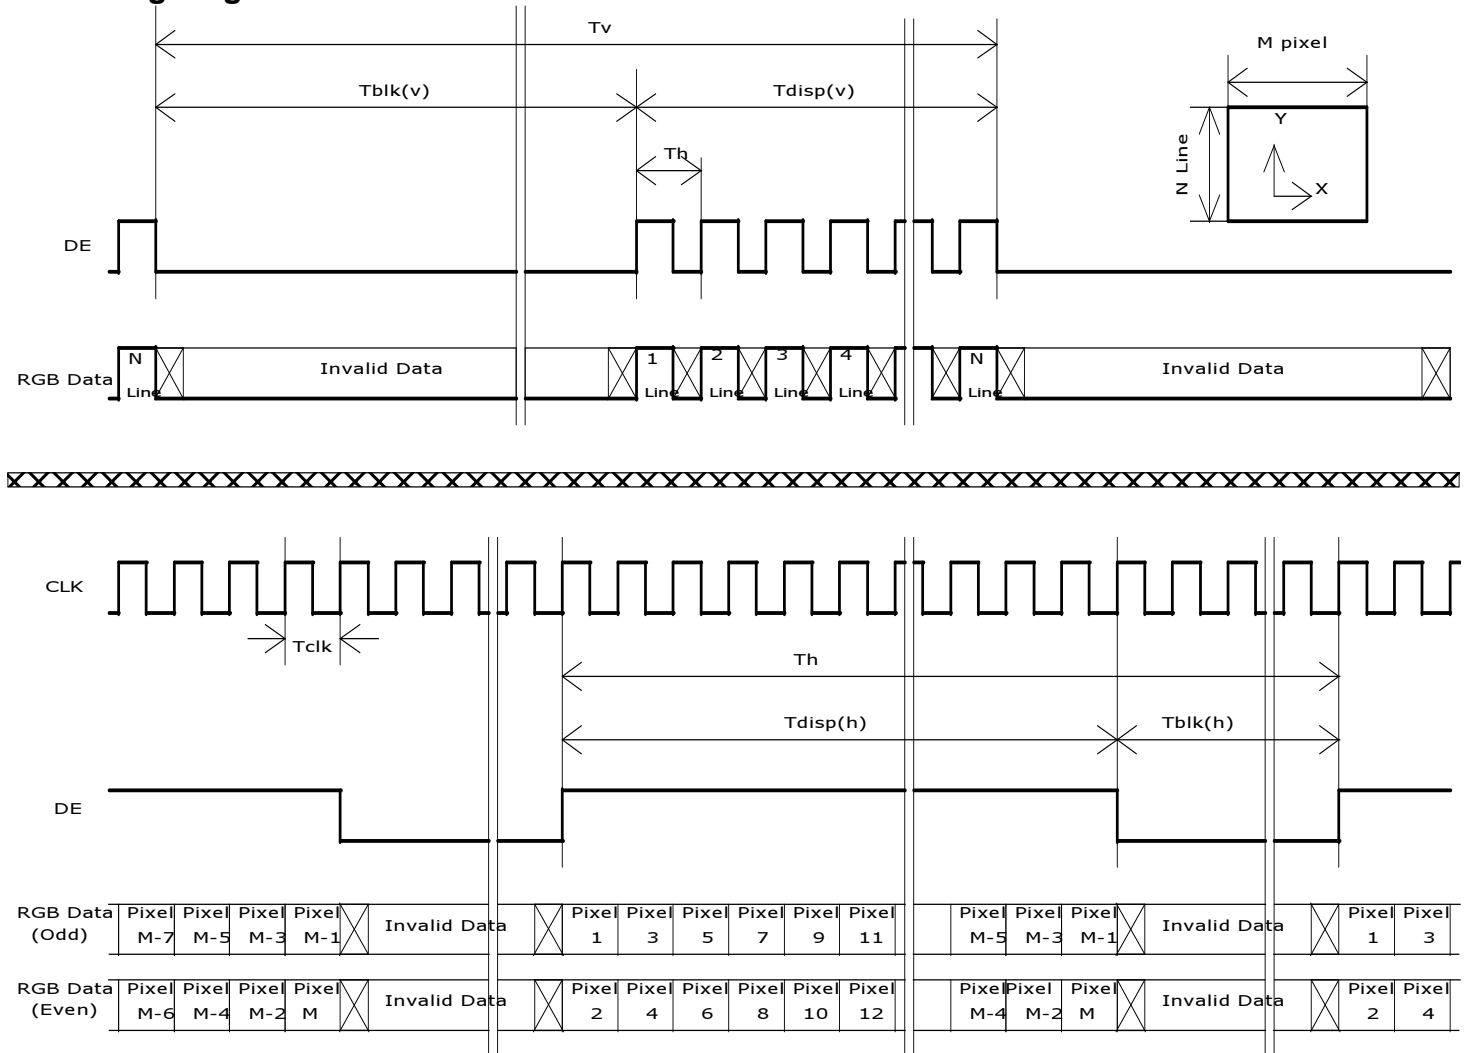 Tv
M pixel
Tblk(v)
Tdisp(v)
Th
N Line
Y
X
DE
RGB Data
N
Line
Invalid Data
1
Line
2
Line
3
Line
4
Line
N
Line
Invalid Data
CLK
Tclk
Th
Tdisp(h)
Tblk(h)
DE
RGB Data Pixel Pixel Pixel Pixel Invalid Data Pixel Pixel Pixel Pixel Pixel Pixel Pixel Pixel Pixel Invalid Data Pixel Pixel
(Odd) M-7 M-5 M-3 M-1 1 3 5 7 9 11 M-5 M-3 M-1 1 3
RGB Data Pixel Pixel Pixel Pixel Invalid Data Pixel Pixel Pixel Pixel Pixel Pixel Pixel Pixel Pixel Invalid Data Pixel Pixel
(Even) M-6 M-4 M-2 M 2 4 6 8 10 12 M-4 M-2 M 2 4